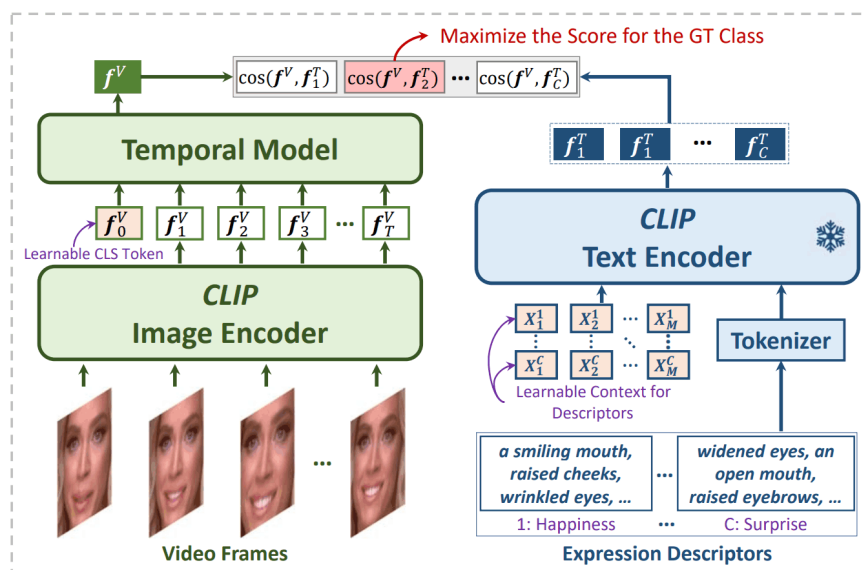 Maximize the Score for the GT Class
f^V
cos(f^V, f_1^T) cos(f^V, f_2^T) ... cos(f^V, f_C^T)
Temporal Model
f_1^T f_1^T ... f_C^T
f_0^V f_1^V f_2^V f_3^V ... f_T^V
Learnable CLS Token
CLIP
Image Encoder
CLIP
Text Encoder
X_1^1 X_2^1 ... X_M^1
X_1^C X_2^C ... X_M^C
Tokenizer
Learnable Context for
Descriptors
a smiling mouth,
raised cheeks,
wrinkled eyes, ...
...
widened eyes, an
open mouth,
raised eyebrows, ...
1: Happiness ... C: Surprise
...
Video Frames
Expression Descriptors